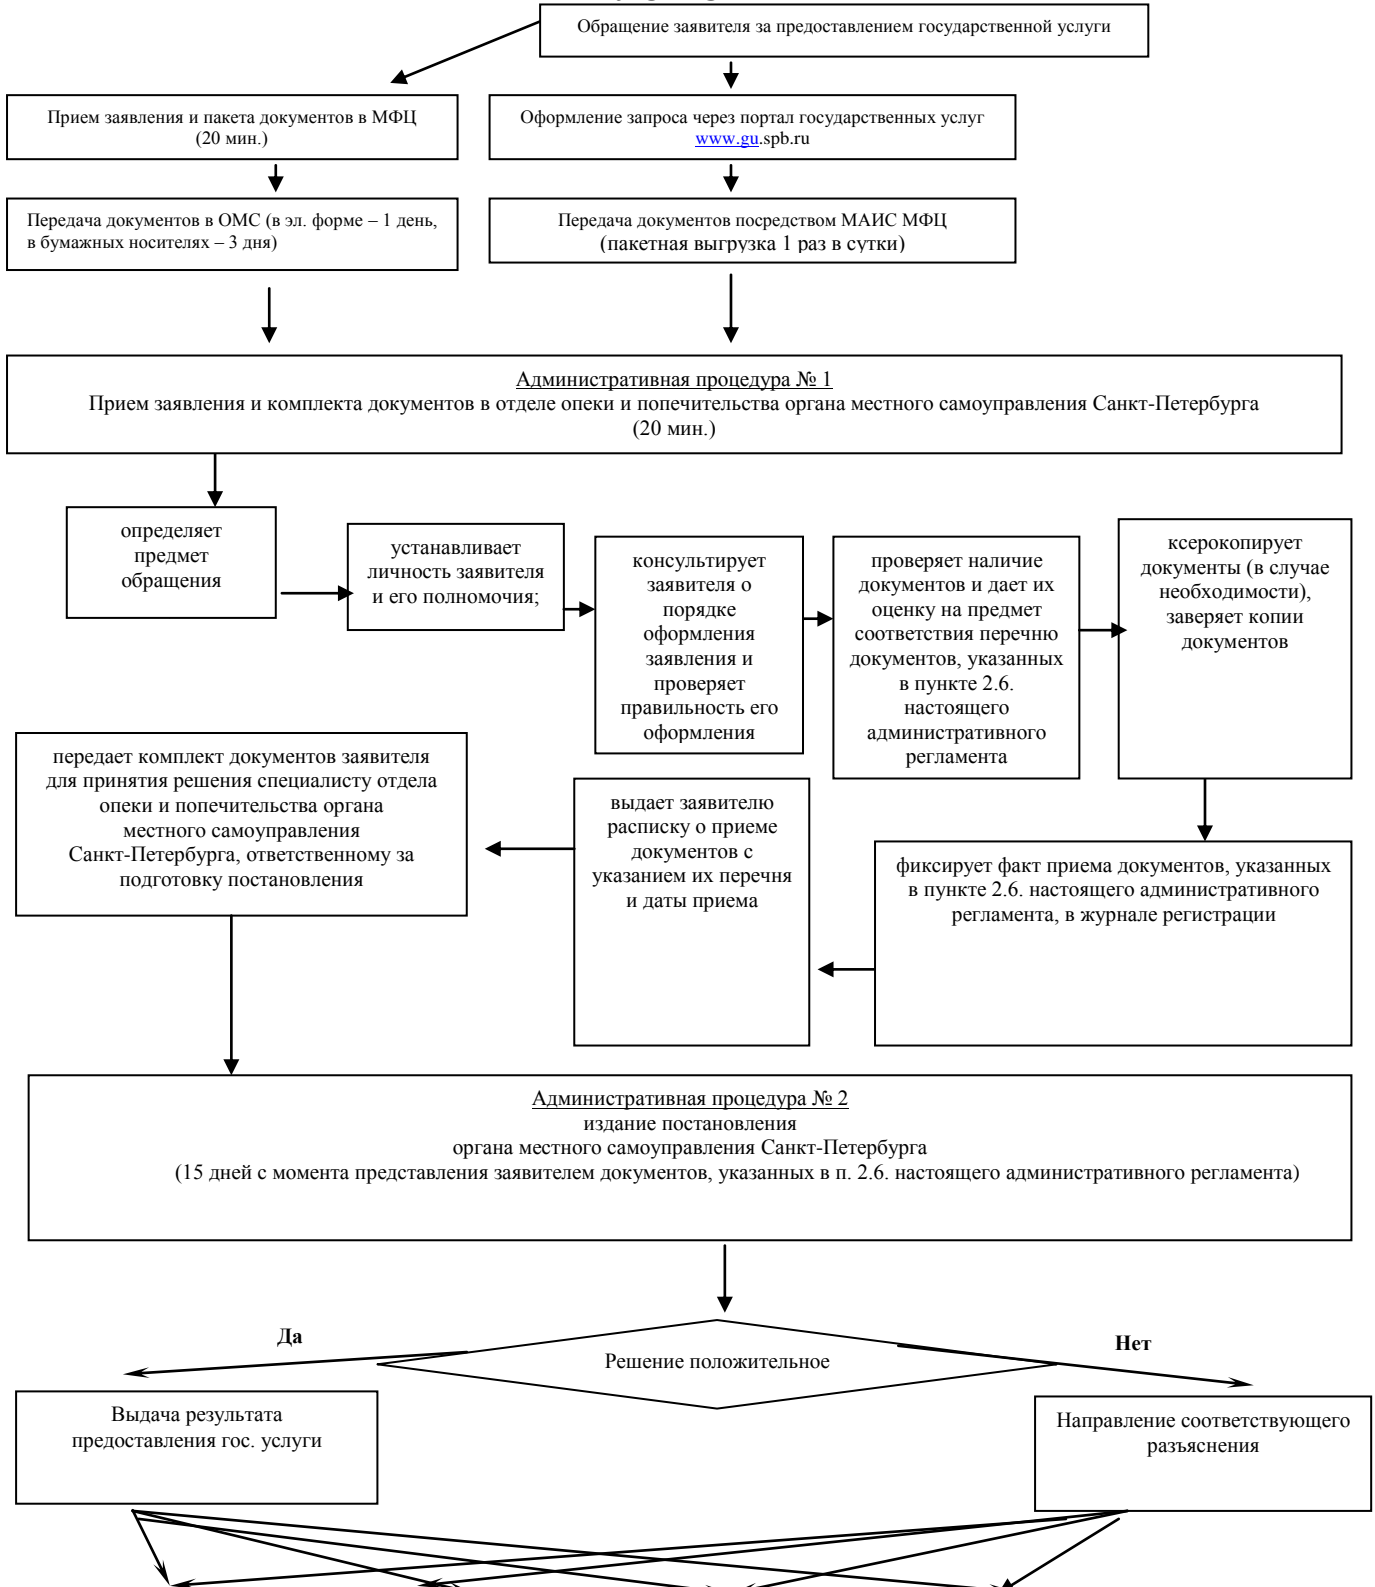 Обращение заявителя за предоставлением государственной услуги
Прием заявления и пакета документов в МФЦ
(20 мин.)
Оформление запроса через портал государственных услуг
www.gu.spb.ru
Передача документов в ОМС (в эл. форме – 1 день,
в бумажных носителях – 3 дня)
Передача документов посредством МАИС МФЦ
(пакетная выгрузка 1 раз в сутки)
Административная процедура № 1
Прием заявления и комплекта документов в отделе опеки и попечительства органа местного самоуправления Санкт-Петербурга
(20 мин.)
определяет
предмет
обращения
устанавливает
личность заявителя
и его полномочия;
консультирует
заявителя о
порядке
оформления
заявления и
проверяет
правильность его
оформления
проверяет наличие
документов и дает их
оценку на предмет
соответствия перечню
документов, указанных
в пункте 2.6.
настоящего
административного
регламента
ксерокопирует
документы (в случае
необходимости),
заверяет копии
документов
фиксирует факт приема документов, указанных
в пункте 2.6. настоящего административного
регламента, в журнале регистрации
выдает заявителю
расписку о приеме
документов с
указанием их перечня
и даты приема
передает комплект документов заявителя
для принятия решения специалисту отдела
опеки и попечительства органа
местного самоуправления
Санкт-Петербурга, ответственному за
подготовку постановления
Административная процедура № 2
издание постановления
органа местного самоуправления Санкт-Петербурга
(15 дней с момента представления заявителем документов, указанных в п. 2.6. настоящего административного регламента)
Да
Решение положительное
Нет
Выдача результата
предоставления гос. услуги
Направление соответствующего
разъяснения